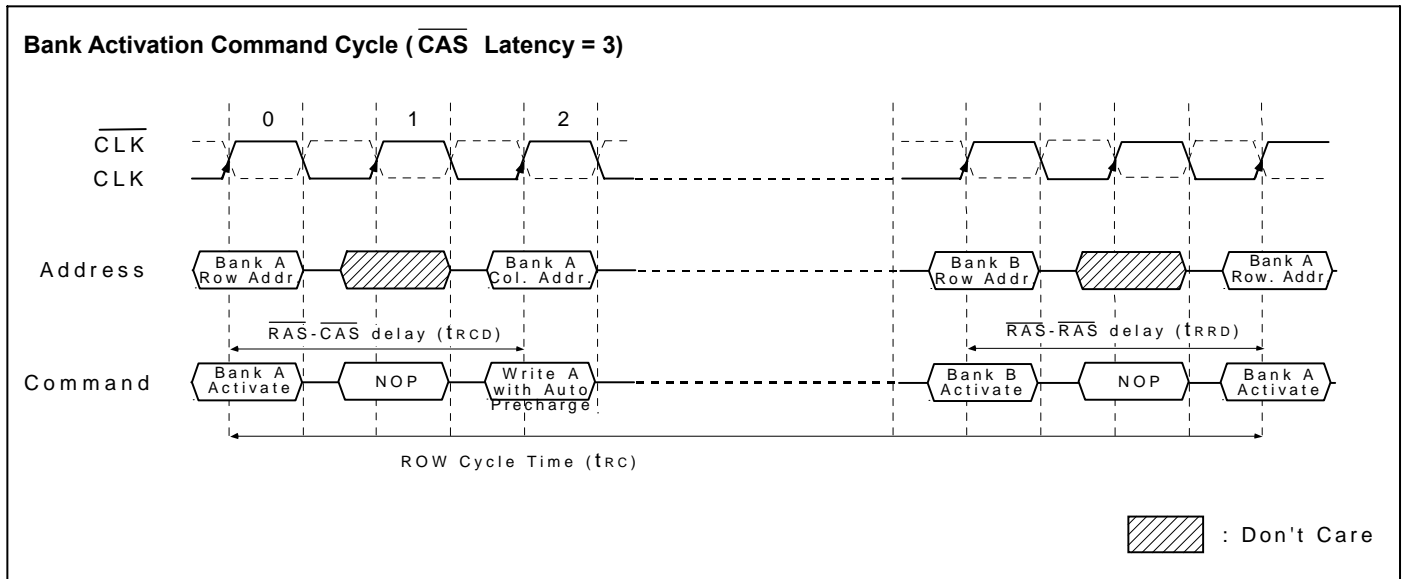 Bank Activation Command Cycle ( CAS Latency = 3)
0 1 2
CLK
CLK
Address
Bank A
Row Addr.
Bank A
Col. Addr.
Bank B
Row Addr.
Bank A
Row. Addr
RAS-CAS delay (tRCD)
RAS-RAS delay (tRRD)
Command
Bank A
Activate
NOP
Write A
with Auto
Precharge
Bank B
Activate
NOP
Bank A
Activate
ROW Cycle Time (tRC)
: Don't Care